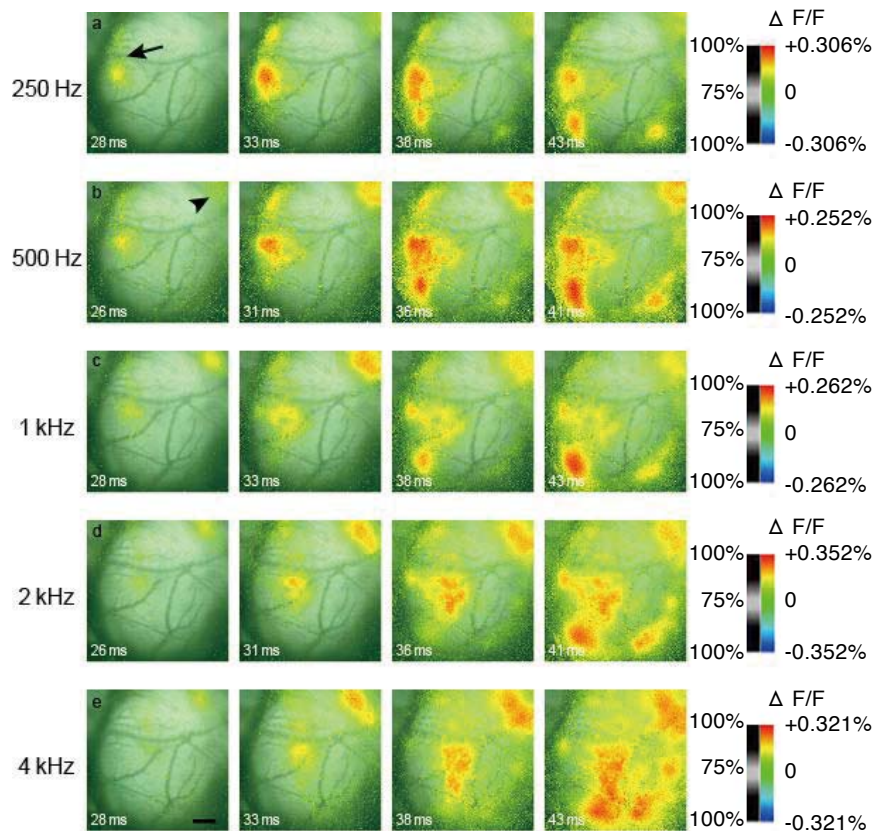 Δ F/F
a
250 Hz
28 ms
33 ms
38 ms
43 ms
100%
75%
100%
+0.306%
0
-0.306%
Δ F/F
b
500 Hz
26 ms
31 ms
36 ms
41 ms
100%
75%
100%
+0.252%
0
-0.252%
Δ F/F
c
1 kHz
28 ms
33 ms
38 ms
43 ms
100%
75%
100%
+0.262%
0
-0.262%
Δ F/F
d
2 kHz
26 ms
31 ms
36 ms
41 ms
100%
75%
100%
+0.352%
0
-0.352%
Δ F/F
e
4 kHz
28 ms
33 ms
38 ms
43 ms
100%
75%
100%
+0.321%
0
-0.321%